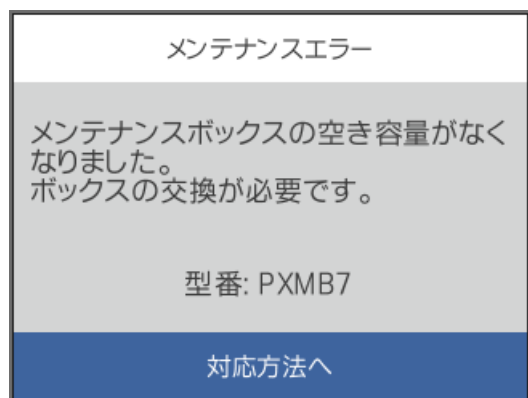 メンテナンスエラー
メンテナンスボックスの空き容量がなく
なりました。
ボックスの交換が必要です。
型番: PXMB7
対応方法へ